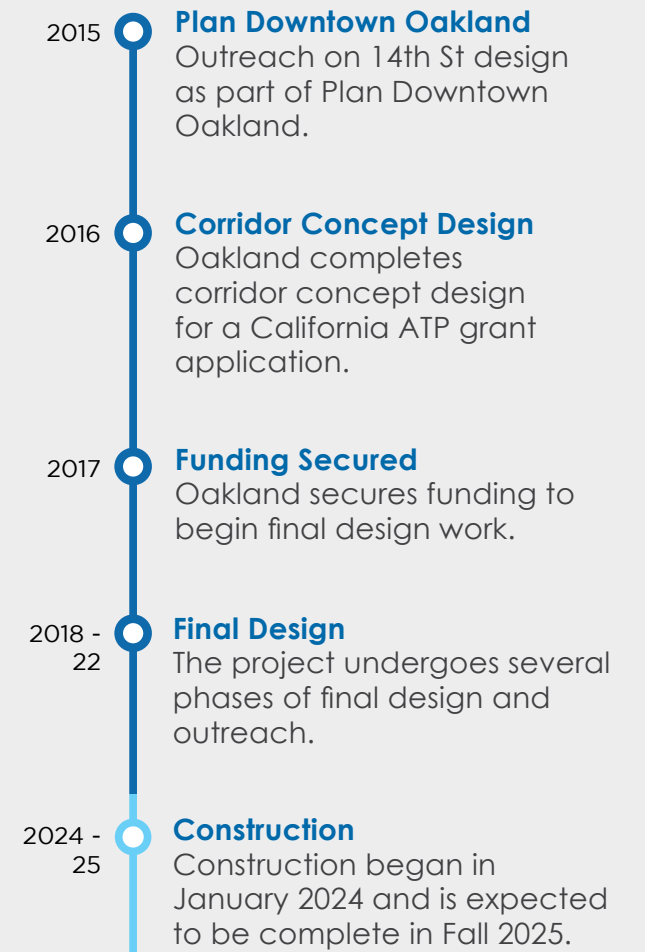 2015
Plan Downtown Oakland
Outreach on 14th St design
as part of Plan Downtown
Oakland.
2016
Corridor Concept Design
Oakland completes
corridor concept design
for a California ATP grant
application.
2017
Funding Secured
Oakland secures funding to
begin final design work.
2018 -
22
Final Design
The project undergoes several
phases of final design and
outreach.
2024 -
25
Construction
Construction began in
January 2024 and is expected
to be complete in Fall 2025.